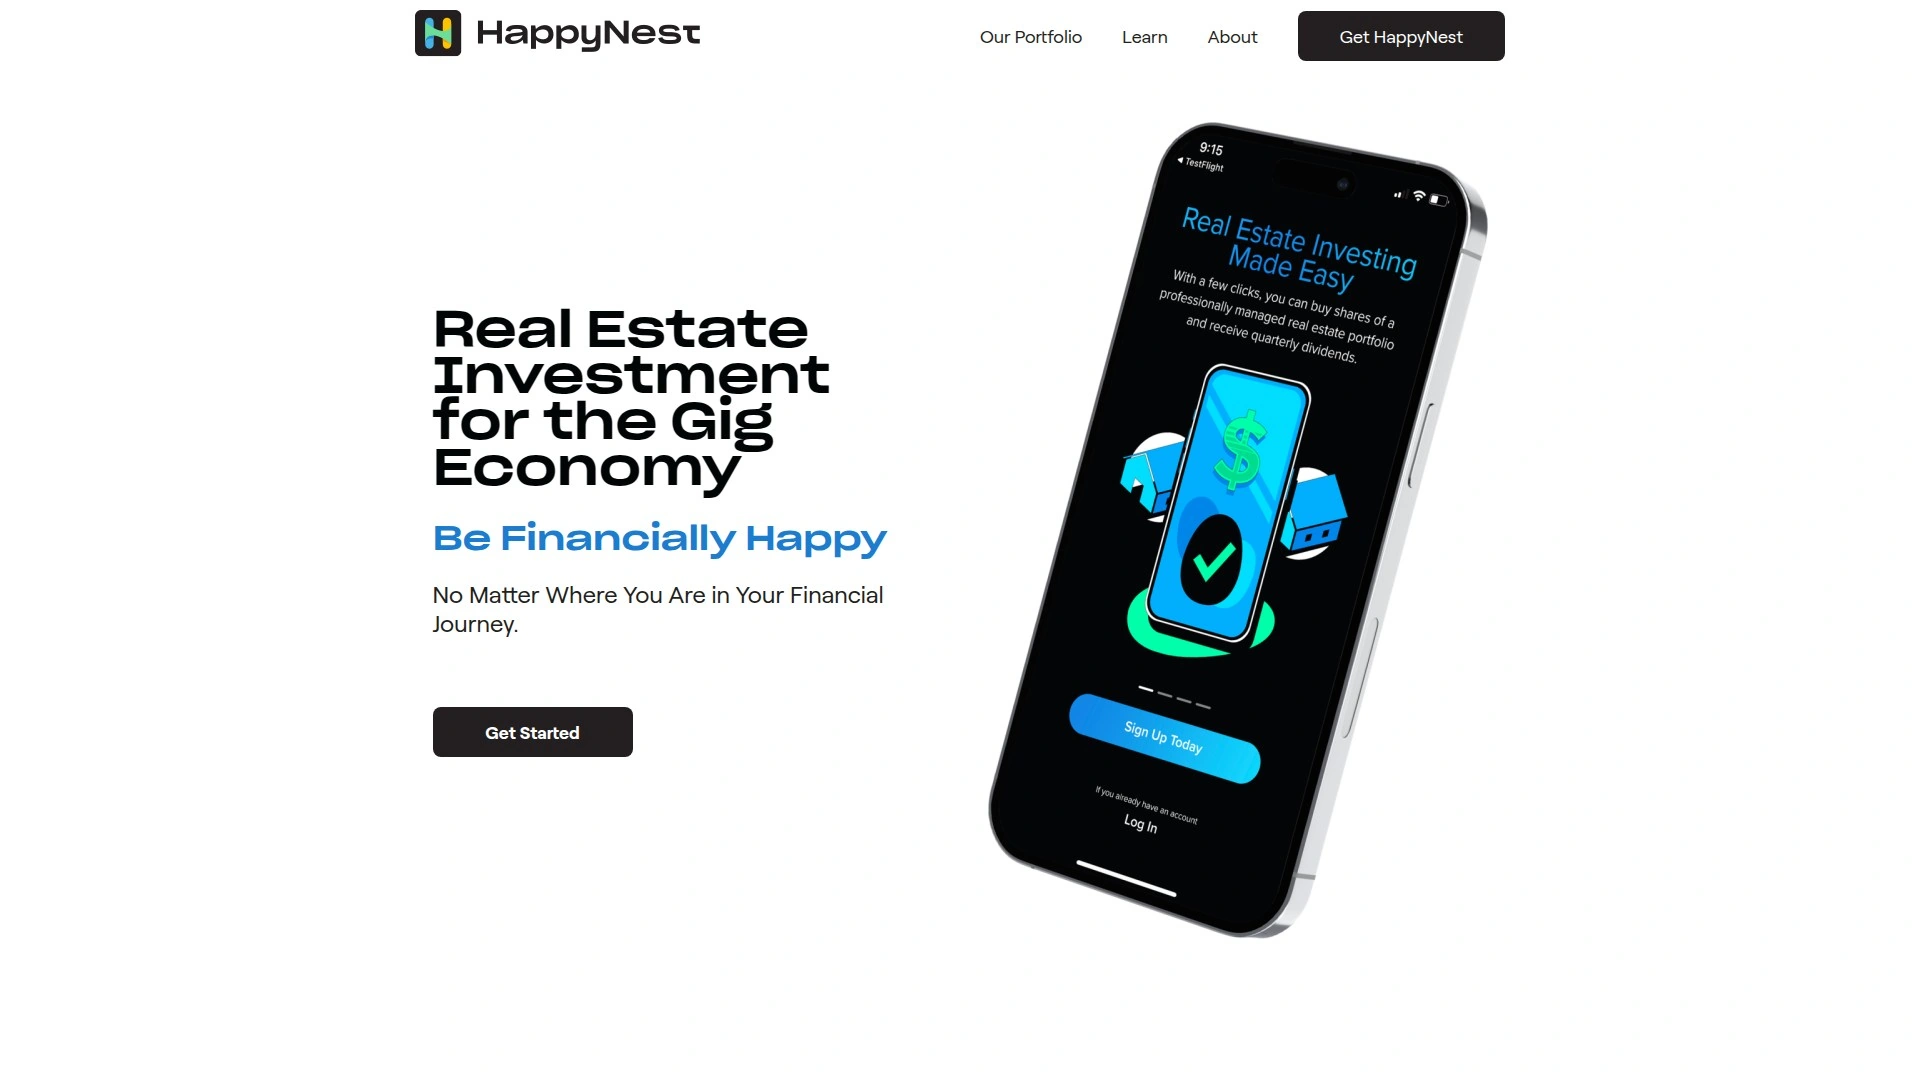 HappyNest
Our Portfolio
Learn
About
Get HappyNest
Real Estate
Investment
for the Gig
Economy
Be Financially Happy
No Matter Where You Are in Your Financial
Journey.
Get Started
9:15
TestFlight
Real Estate Investing
Made Easy
With a few clicks, you can buy shares of a
professionally managed real estate portfolio
and receive quarterly dividends.
$
Sign Up Today
If you already have an account
Log In